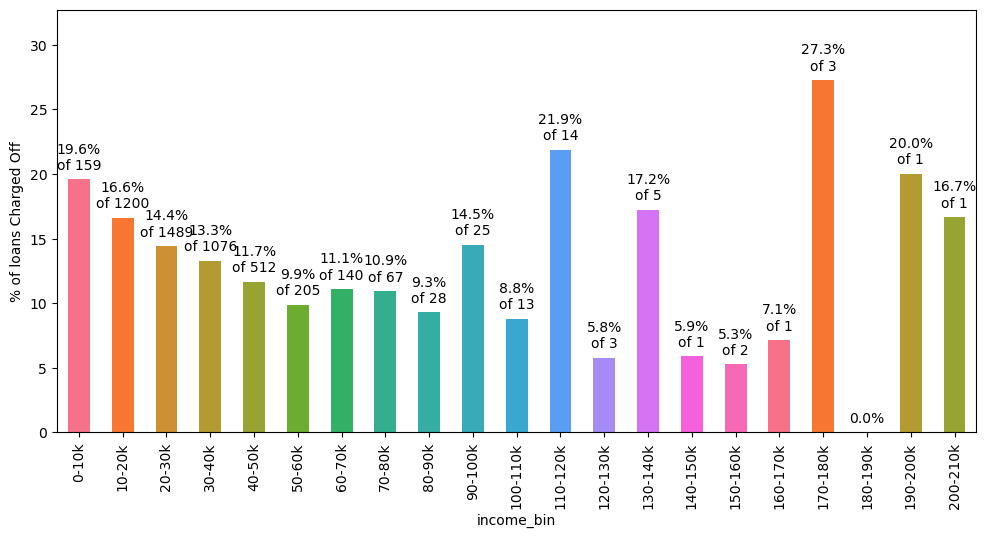 % of loans Charged Off
30
25
20
15
10
5
0
19.6%
of 159
16.6%
of 1200
14.4%
of 1489
13.3%
of 1076
11.7%
of 512
9.9%
of 205
11.1%
of 140
10.9%
of 67
9.3%
of 28
14.5%
of 25
8.8%
of 13
21.9%
of 14
5.8%
of 3
17.2%
of 5
5.9%
of 1
5.3%
of 2
7.1%
of 1
27.3%
of 3
0.0%
20.0%
of 1
16.7%
of 1
0-10k
10-20k
20-30k
30-40k
40-50k
50-60k
60-70k
70-80k
80-90k
90-100k
100-110k
110-120k
120-130k
130-140k
140-150k
150-160k
160-170k
170-180k
180-190k
190-200k
200-210k
income_bin